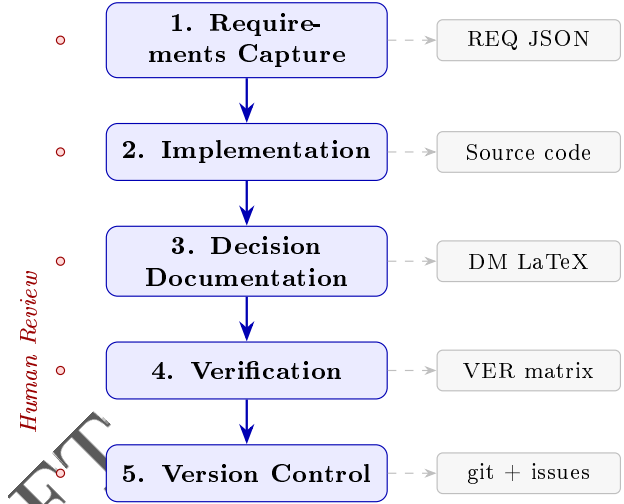 1. Require-
ments Capture
REQ JSON
2. Implementation
Source code
3. Decision
Documentation
DM LaTeX
Human Review
4. Verification
VER matrix
5. Version Control
git + issues